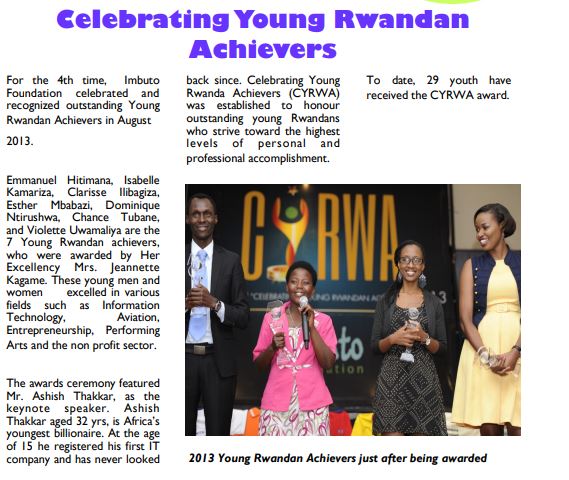 Celebrating Young Rwandan
Achievers
For the 4th time, Imbuto
Foundation celebrated and
recognized outstanding Young
Rwandan Achievers in August
2013.
Emmanuel Hitimana, Isabelle
Kamariza, Clarisse Ilibagiza,
Esther Mbabazi, Dominique
Ntirushwa, Chance Tubane,
and Violette Uwamaliya are the
7 Young Rwandan achievers,
who were awarded by Her
Excellency Mrs. Jeannette
Kagame. These young men and
women excelled in various
fields such as Information
Technology, Aviation,
Entrepreneurship, Performing
Arts and the non profit sector.
The awards ceremony featured
Mr. Ashish Thakkar, as the
keynote speaker. Ashish
Thakkar aged 32 yrs, is Africa's
youngest billionaire. At the age
of 15 he registered his first IT
company and has never looked
back since. Celebrating Young
Rwanda Achievers (CYRWA)
was established to honour
outstanding young Rwandans
who strive toward the highest
levels of personal and
professional accomplishment.
To date, 29 youth have
received the CYRWA award.
CYRWA
"CELEBRATING YOUNG RWANDAN
2013 Young Rwandan Achievers just after being awarded